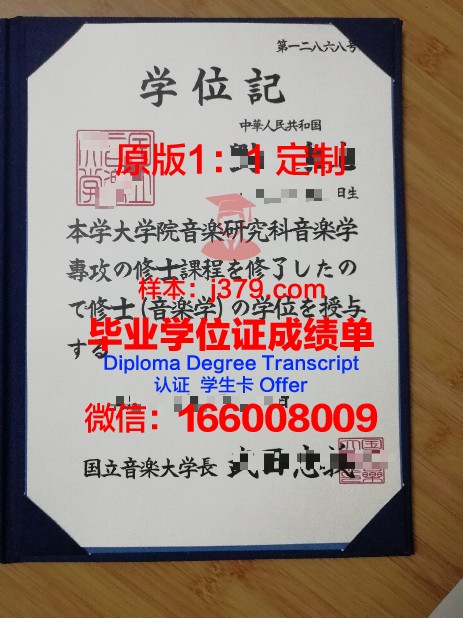 第一二八六八号
学位記
中華人民共和国
原版1：1 定制
日生
本学大学院音楽研究科音楽学
専攻の修士課程を修了したの
样本：j379.com
で修士(音楽学)の学位を授与
する
毕业学位证成绩单
Diploma Degree Transcript
认证 学生卡 Offer
日
微信：166008009
国立音楽大学長 武田忠義